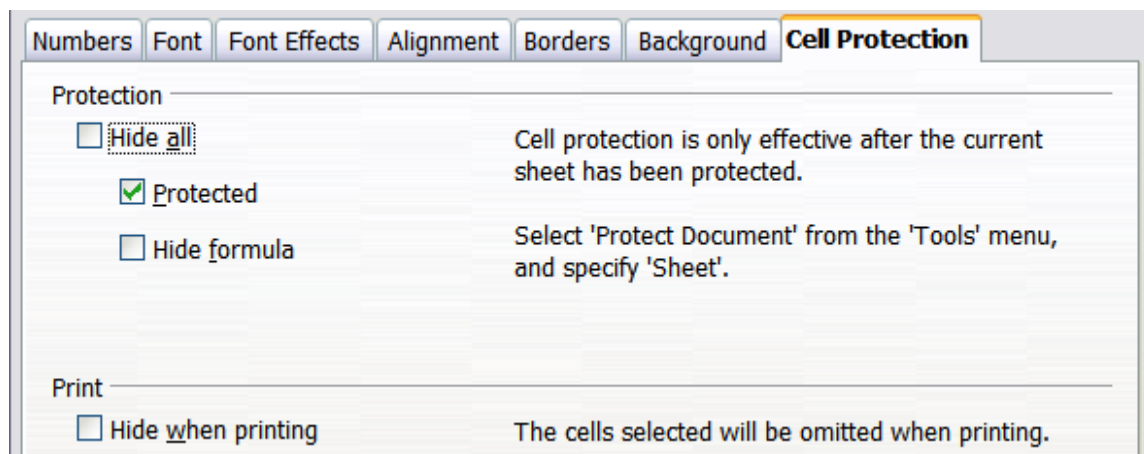 Numbers Font Font Effects Alignment Borders Background Cell Protection
Protection
Hide all
Cell protection is only effective after the current
sheet has been protected.
Protected
Hide formula
Select 'Protect Document' from the 'Tools' menu,
and specify 'Sheet'.
Print
Hide when printing
The cells selected will be omitted when printing.